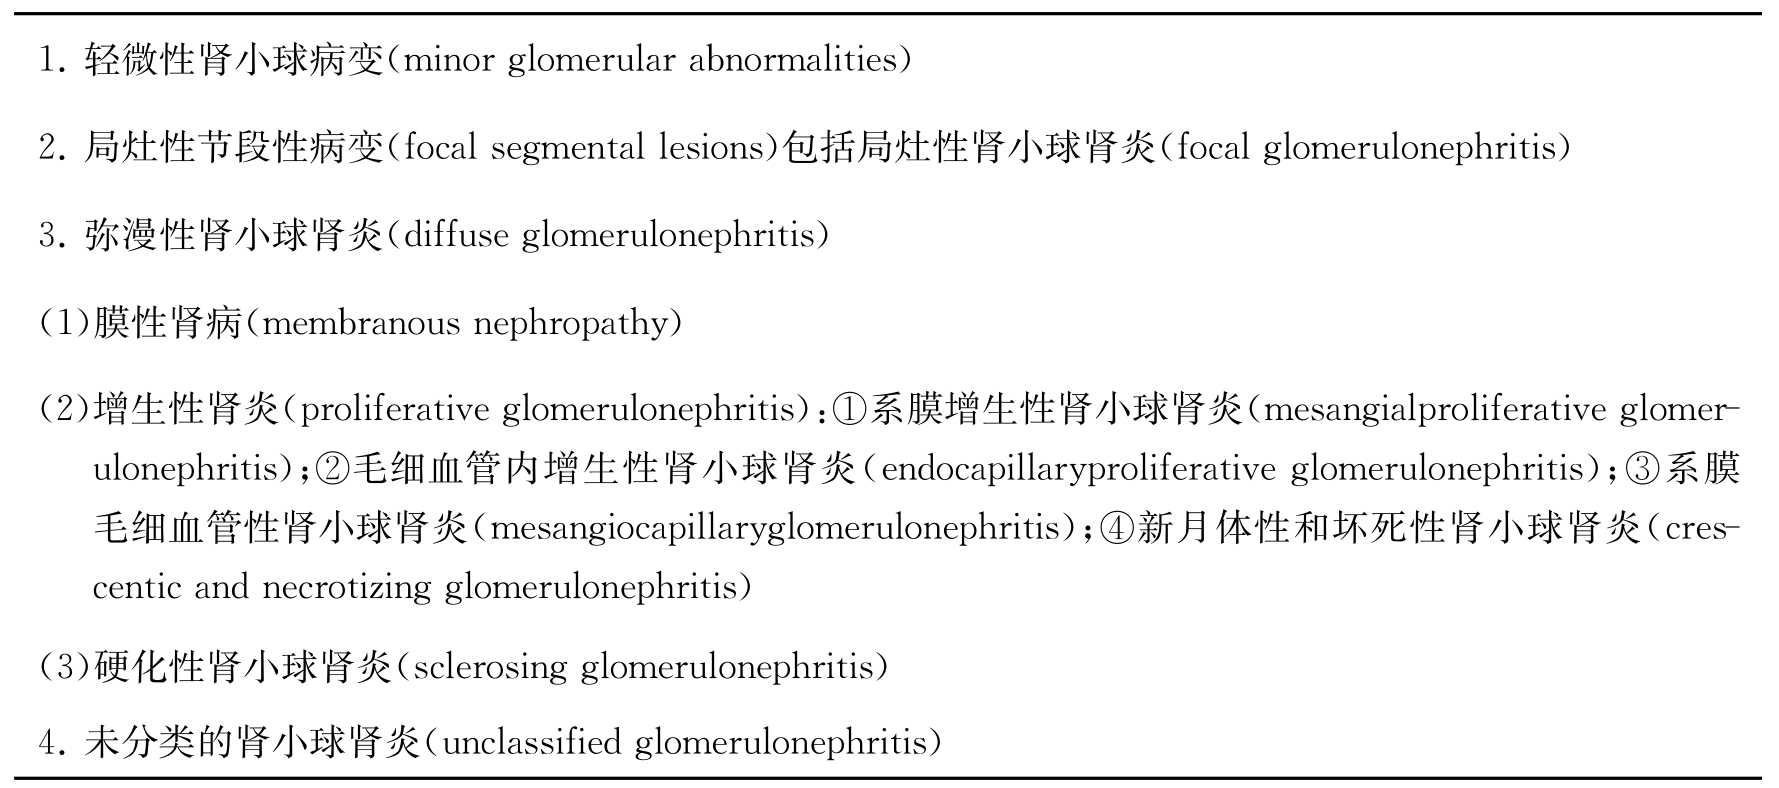 1. 轻微性肾小球病变(minor glomerular abnormalities)
2. 局灶性节段性病变(focal segmental lesions)包括局灶性肾小球肾炎(focal glomerulonephritis)
3. 弥漫性肾小球肾炎(diffuse glomerulonephritis)
(1)膜性肾病(membranous nephropathy)
(2)增生性肾炎(proliferative glomerulonephritis):①系膜增生性肾小球肾炎(mesangialproliferative glomer-
ulonephritis);②毛细血管内增生性肾小球肾炎(endocapillaryproliferative glomerulonephritis);③系膜
毛细血管性肾小球肾炎(mesangiocapillaryglomerulonephritis);④新月体性和坏死性肾小球肾炎(cres-
centic and necrotizing glomerulonephritis)
(3)硬化性肾小球肾炎(sclerosing glomerulonephritis)
4. 未分类的肾小球肾炎(unclassified glomerulonephritis)